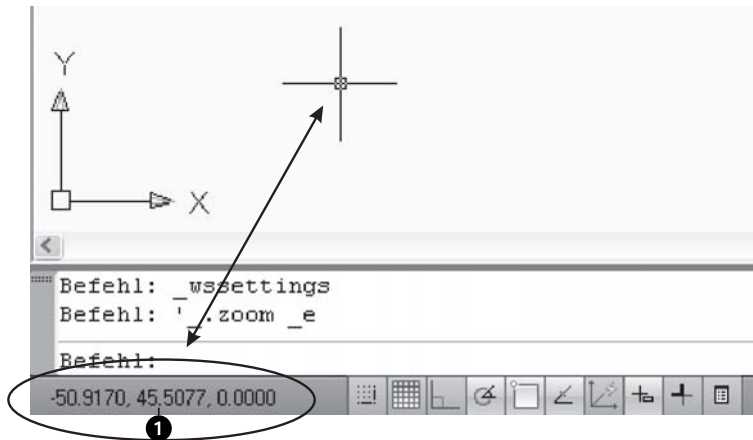 Y
X
Befehl: _wssettings
Befehl: '_.zoom _e
Befehl:
-50.9170, 45.5077, 0.0000
1